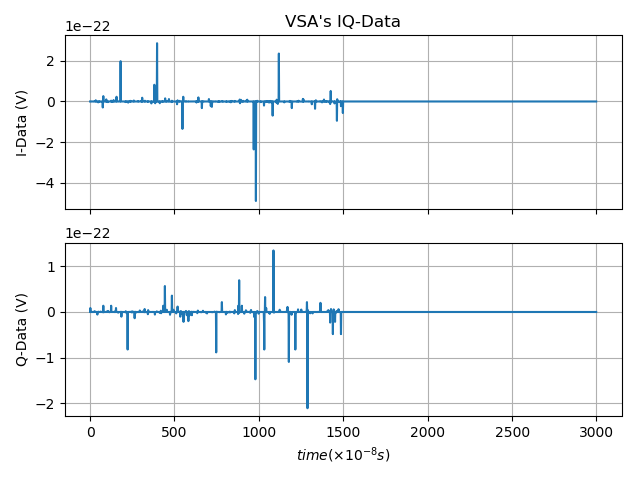 VSA's IQ-Data
1e−22
2
0
−2
−4
I-Data (V)
1e−22
1
0
−1
−2
Q-Data (V)
0 500 1000 1500 2000 2500 3000
time(×10⁻⁸s)